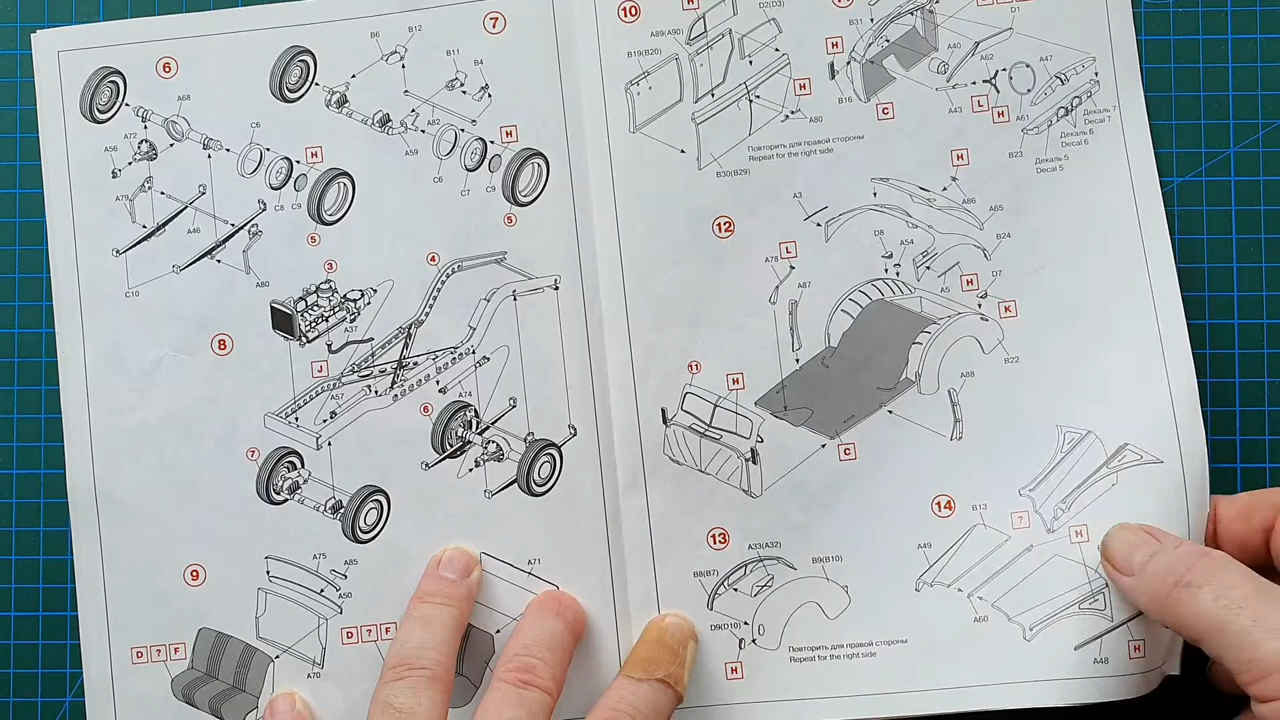 6
A68
A72
A56
C6
H
A79
A46
C8
C9
5
C10
A80
7
B6
B12
B11
B4
A82
A59
C6
H
C7
C9
5
8
3
4
A37
J
A57
A74
6
7
9
A75
A85
A50
D ? F
A70
D ? F
A71
10
H
D2(D3)
A89(A90)
B19(B20)
H
A80
B30(B29)
Повторить для правой стороны
Repeat for the right side
B31
D1
H
A40
A62
A47
B16
C
A43
L
H
A61
B23
Декаль 7
Decal 7
Декаль 6
Decal 6
Декаль 5
Decal 5
12
H
A3
A86
A65
D8
A54
B24
A78
L
A87
A5
H
D7
K
B22
11
H
A88
C
13
A33(A32)
B8(B7)
B9(B10)
D9(D10)
H
Повторить для правой стороны
Repeat for the right side
14
B13
?
H
A49
A60
A48
H